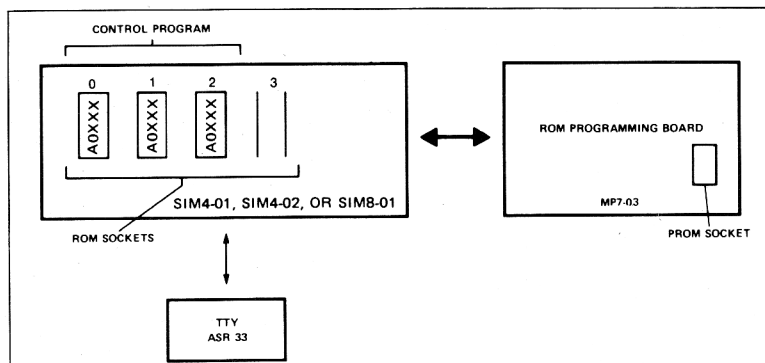 CONTROL PROGRAM
0 1 2 3
A0XXX A0XXX A0XXX
SIM4-01, SIM4-02, OR SIM8-01
ROM SOCKETS
ROM PROGRAMMING BOARD
MP7-03
PROM SOCKET
TTY
ASR 33